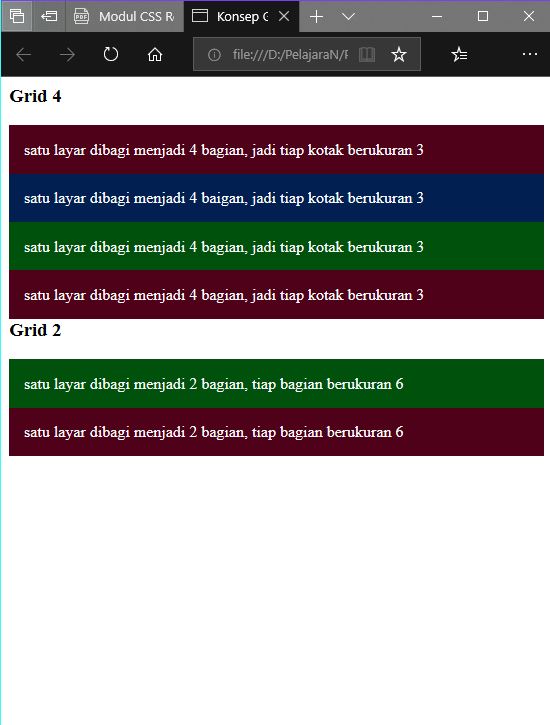 Modul CSS Re
Konsep G
file:///D:/PelajaraN/P
Grid 4
satu layar dibagi menjadi 4 bagian, jadi tiap kotak berukuran 3
satu layar dibagi menjadi 4 baigan, jadi tiap kotak berukuran 3
satu layar dibagi menjadi 4 bagian, jadi tiap kotak berukuran 3
satu layar dibagi menjadi 4 bagian, jadi tiap kotak berukuran 3
Grid 2
satu layar dibagi menjadi 2 bagian, tiap bagian berukuran 6
satu layar dibagi menjadi 2 bagian, tiap bagian berukuran 6